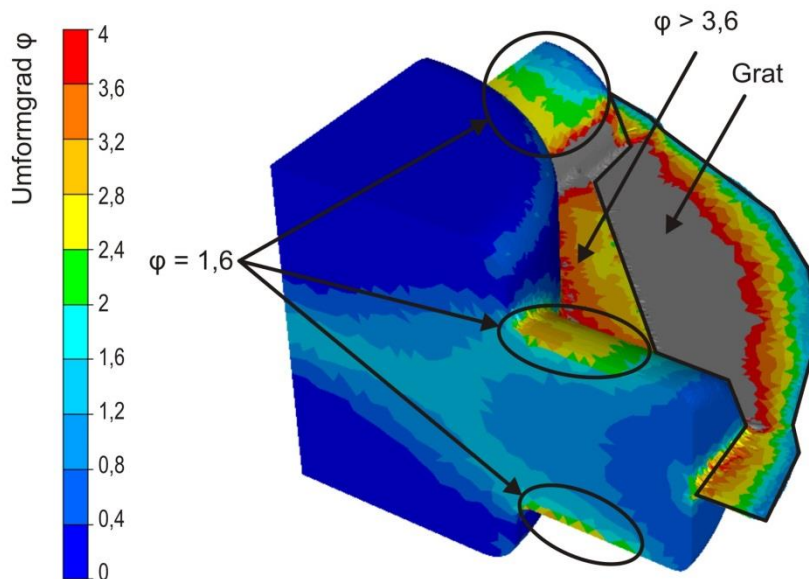 Umformgrad φ
4
3,6
3,2
2,8
2,4
2
1,6
1,2
0,8
0,4
0
φ = 1,6
φ > 3,6
Grat